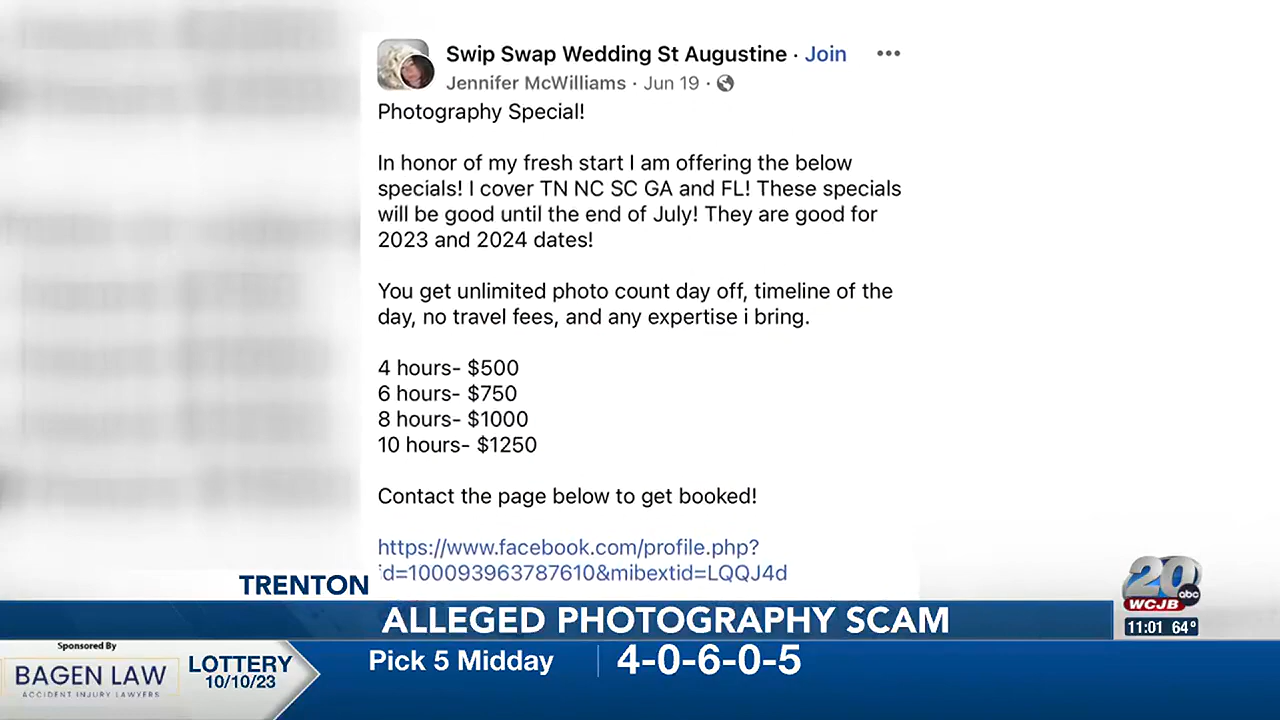 Swip Swap Wedding St Augustine · Join
Jennifer McWilliams · Jun 19 ·
Photography Special!
In honor of my fresh start I am offering the below
specials! I cover TN NC SC GA and FL! These specials
will be good until the end of July! They are good for
2023 and 2024 dates!
You get unlimited photo count day off, timeline of the
day, no travel fees, and any expertise i bring.
4 hours- $500
6 hours- $750
8 hours- $1000
10 hours- $1250
Contact the page below to get booked!
https://www.facebook.com/profile.php?
id=100093963787610&mibextid=LQQJ4d
TRENTON
ALLEGED PHOTOGRAPHY SCAM
20
abc
WCJB
11:01 64°
Sponsored By
BAGEN LAW
ACCIDENT INJURY LAWYERS
LOTTERY
10/10/23
Pick 5 Midday
4-0-6-0-5